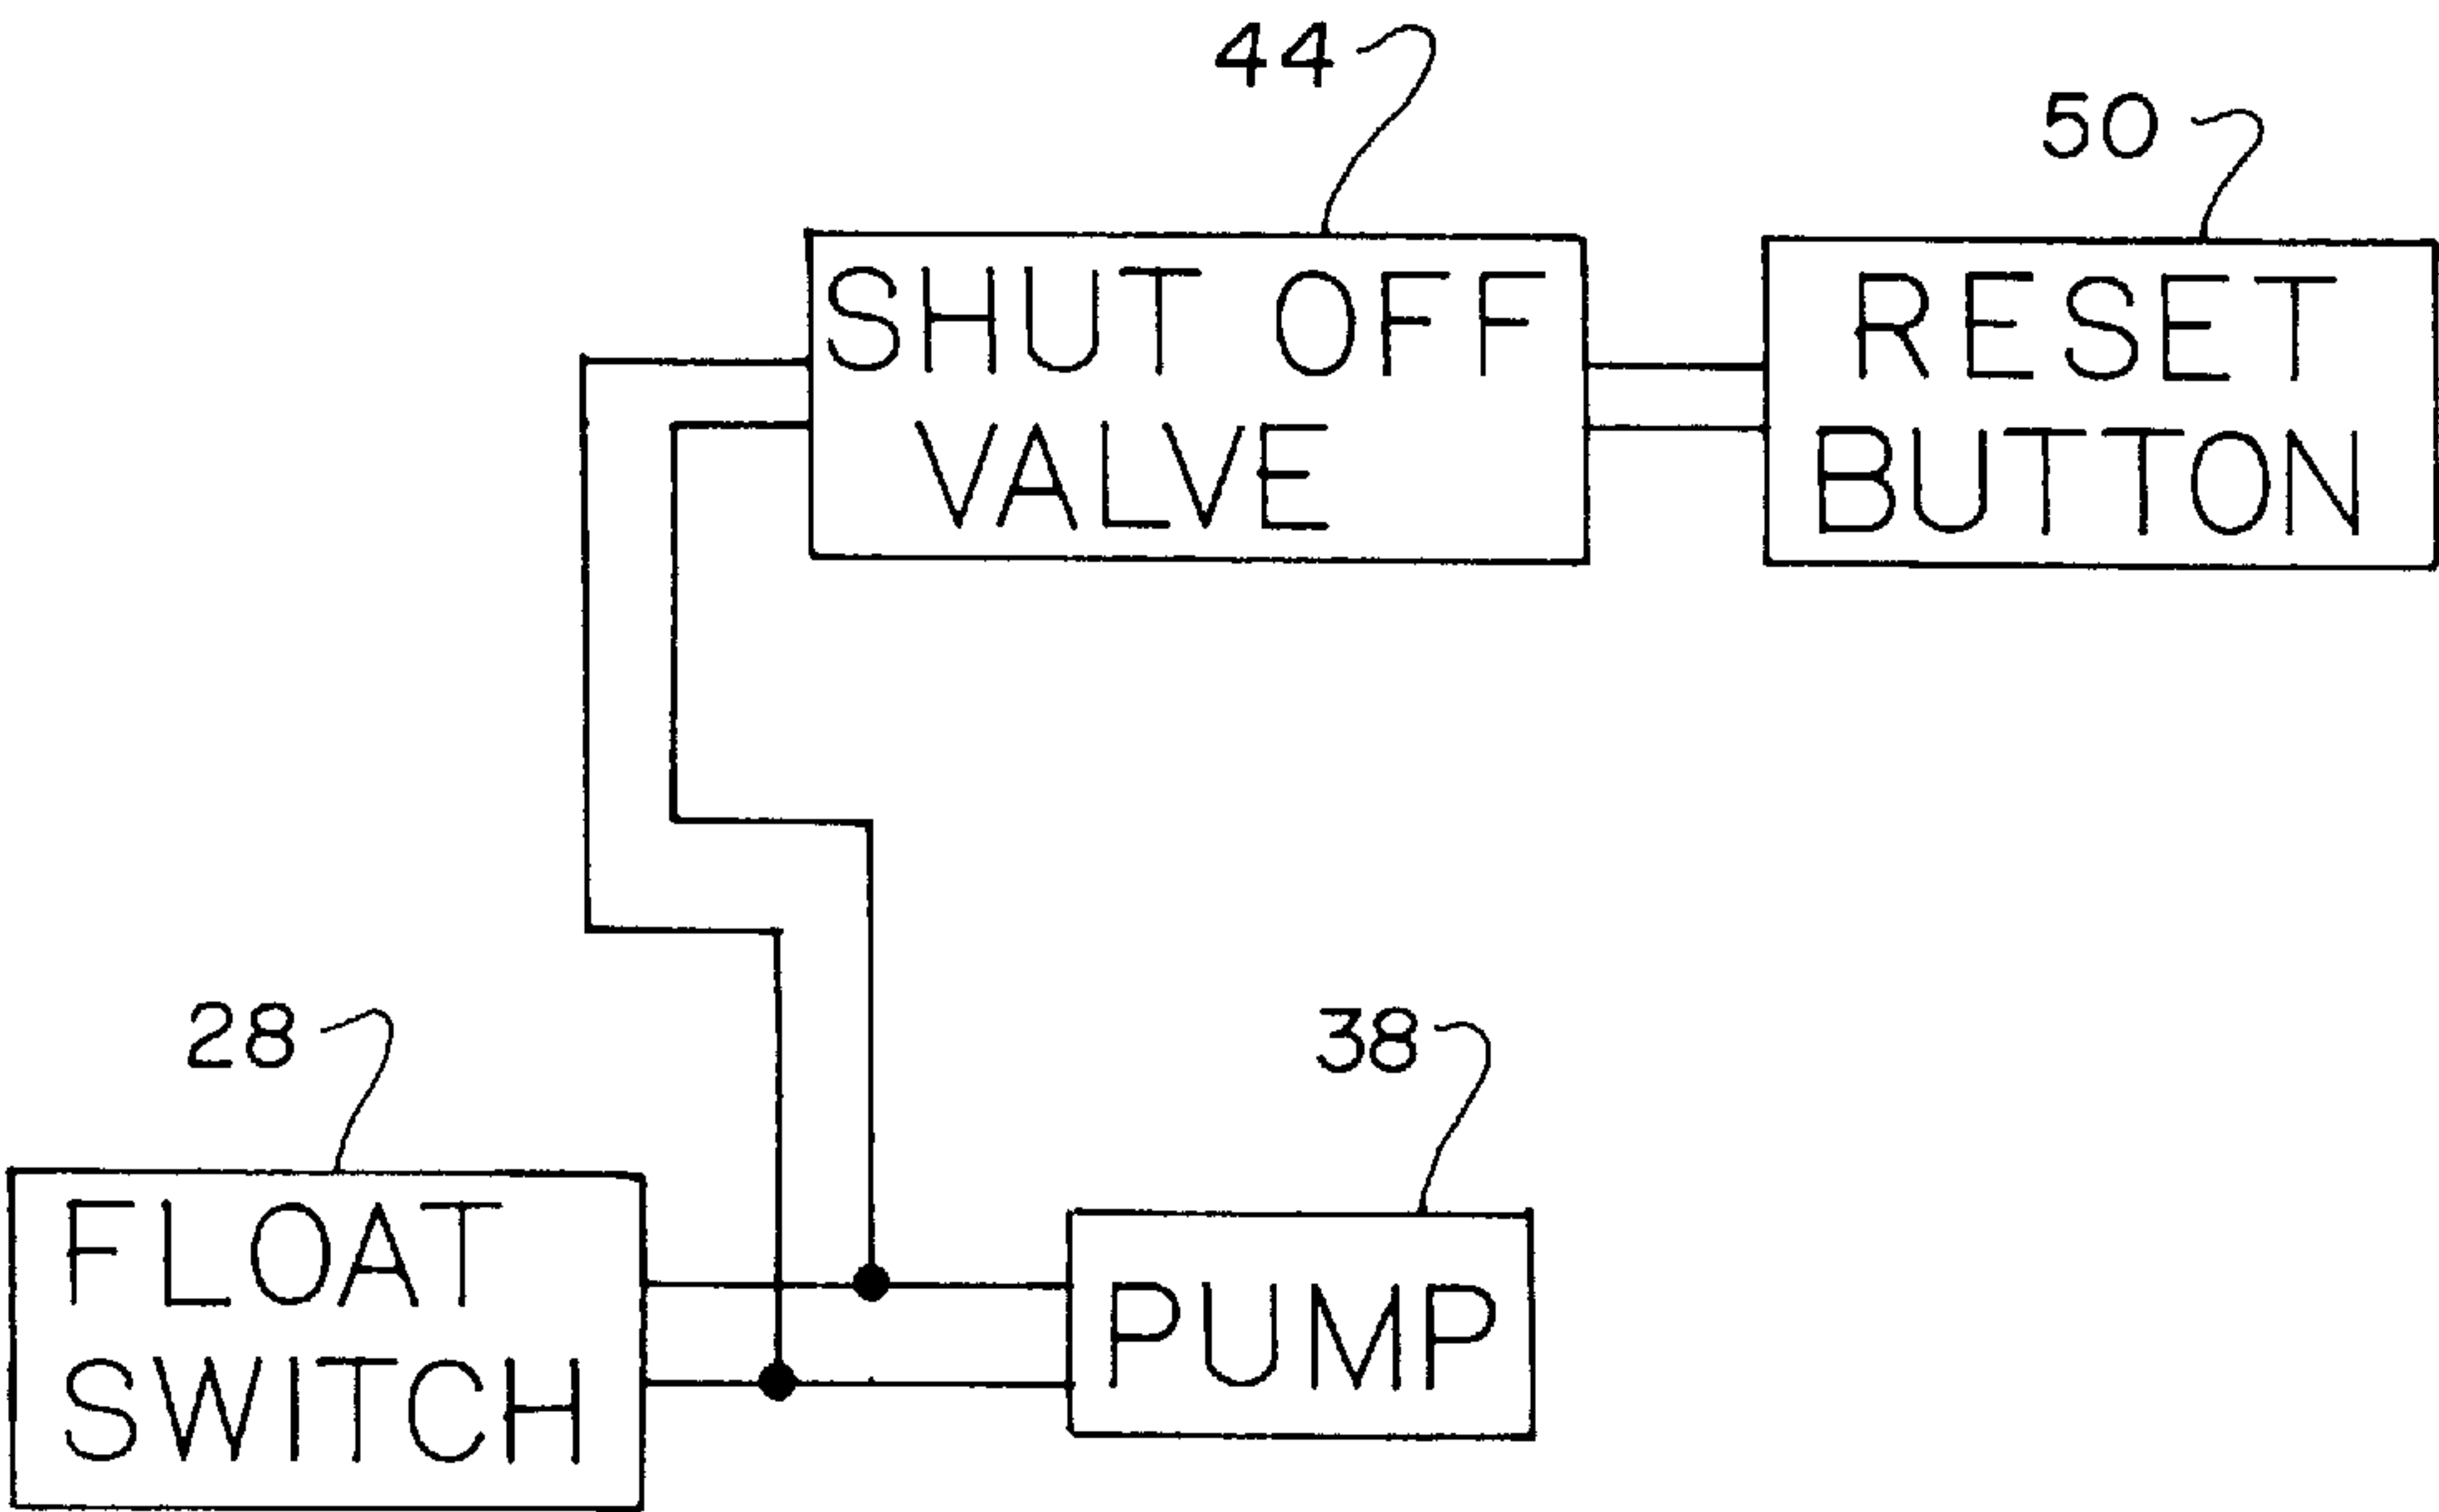 44
50
SHUT OFF
VALVE
RESET
BUTTON
28
38
FLOAT
SWITCH
PUMP